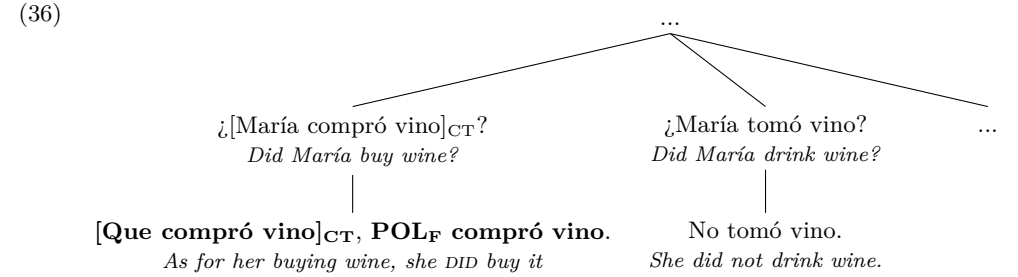 (36)
...
¿[María compró vino]CT? ¿María tomó vino? ...
Did María buy wine? Did María drink wine?
[Que compró vino]CT, POLF compró vino. No tomó vino.
As for her buying wine, she DID buy it She did not drink wine.